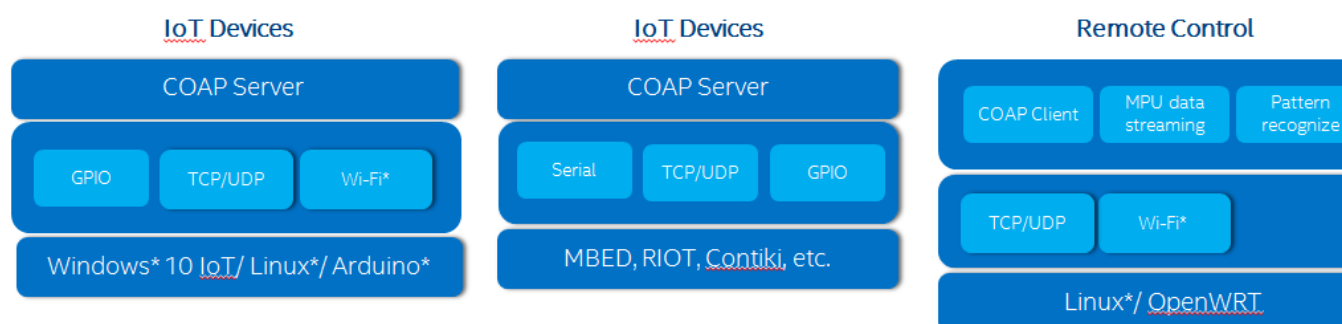 IoT Devices
COAP Server
GPIO
TCP/UDP
Wi-Fi*
Windows* 10 IoT/ Linux*/ Arduino*
IoT Devices
COAP Server
Serial
TCP/UDP
GPIO
MBED, RIOT, Contiki, etc.
Remote Control
COAP Client
MPU data
streaming
Pattern
recognize
TCP/UDP
Wi-Fi*
Linux*/ OpenWRT